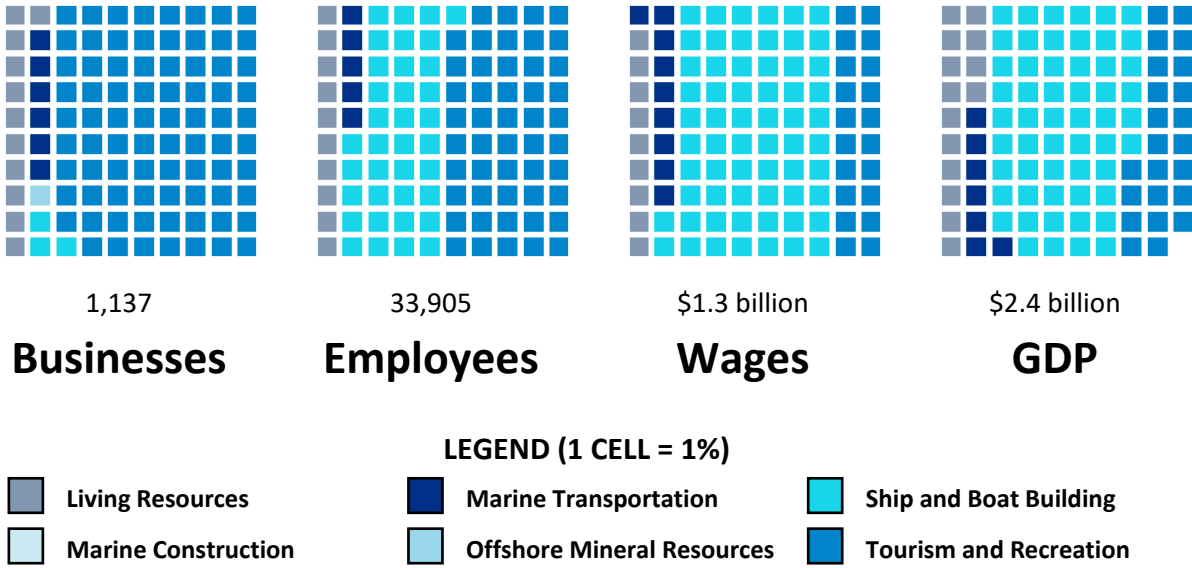 1,137 33,905 $1.3 billion $2.4 billion
Businesses Employees Wages GDP
LEGEND (1 CELL = 1%)
Living Resources Marine Transportation Ship and Boat Building
Marine Construction Offshore Mineral Resources Tourism and Recreation